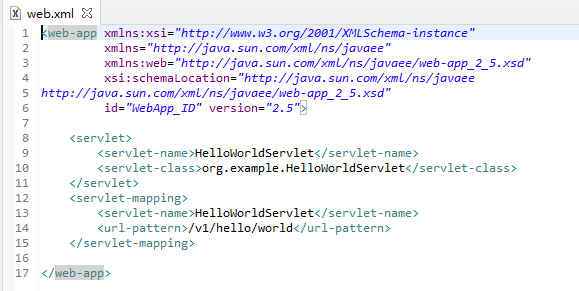 web.xml
1 <web-app xmlns:xsi="http://www.w3.org/2001/XMLSchema-instance"
2 xmlns="http://java.sun.com/xml/ns/javaee"
3 xmlns:web="http://java.sun.com/xml/ns/javaee/web-app_2_5.xsd"
4 xsi:schemaLocation="http://java.sun.com/xml/ns/javaee
5 http://java.sun.com/xml/ns/javaee/web-app_2_5.xsd"
6 id="WebApp_ID" version="2.5">
7
8 <servlet>
9 <servlet-name>HelloWorldServlet</servlet-name>
10 <servlet-class>org.example.HelloWorldServlet</servlet-class>
11 </servlet>
12 <servlet-mapping>
13 <servlet-name>HelloWorldServlet</servlet-name>
14 <url-pattern>/v1/hello/world</url-pattern>
15 </servlet-mapping>
16
17 </web-app>